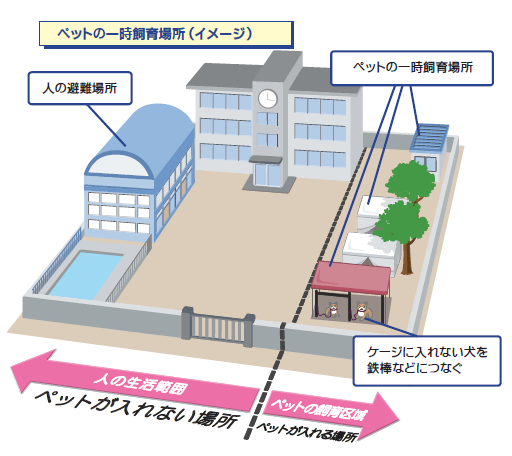 ペットの一時飼育場所（イメージ）
人の避難場所
ペットの一時飼育場所
ケージに入れない犬を
鉄棒などにつなぐ
人の生活範囲
ペットが入れない場所
ペットの飼育区域
ペットが入れる場所